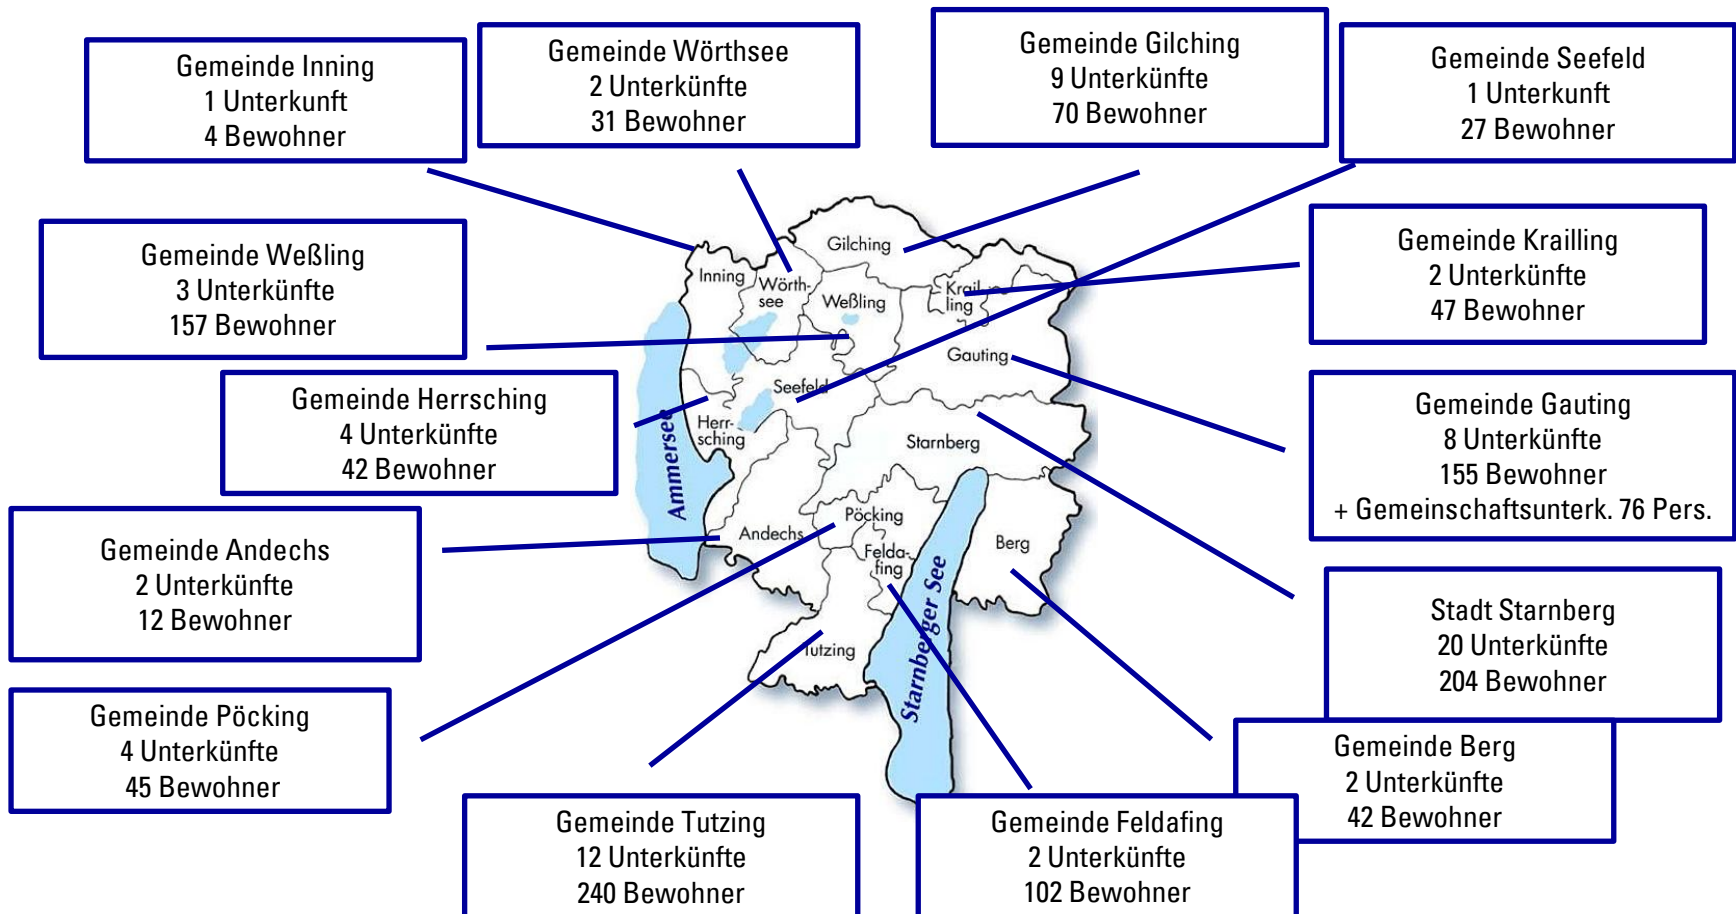 Gemeinde Inning
1 Unterkunft
4 Bewohner
Gemeinde Wörthsee
2 Unterkünfte
31 Bewohner
Gemeinde Gilching
9 Unterkünfte
70 Bewohner
Gemeinde Seefeld
1 Unterkunft
27 Bewohner
Gemeinde Weßling
3 Unterkünfte
157 Bewohner
Gemeinde Krailling
2 Unterkünfte
47 Bewohner
Gemeinde Herrsching
4 Unterkünfte
42 Bewohner
Gemeinde Gauting
8 Unterkünfte
155 Bewohner
+ Gemeinschaftsunterk. 76 Pers.
Gemeinde Andechs
2 Unterkünfte
12 Bewohner
Stadt Starnberg
20 Unterkünfte
204 Bewohner
Gemeinde Pöcking
4 Unterkünfte
45 Bewohner
Gemeinde Berg
2 Unterkünfte
42 Bewohner
Gemeinde Tutzing
12 Unterkünfte
240 Bewohner
Gemeinde Feldafing
2 Unterkünfte
102 Bewohner
Gilching
Inning
Wörth-
see
Weßling
Krail-
ling
Gauting
Seefeld
Herr-
sching
Starnberg
Ammersee
Andechs
Pöcking
Felda-
fing
Berg
Tutzing
Starnberger See